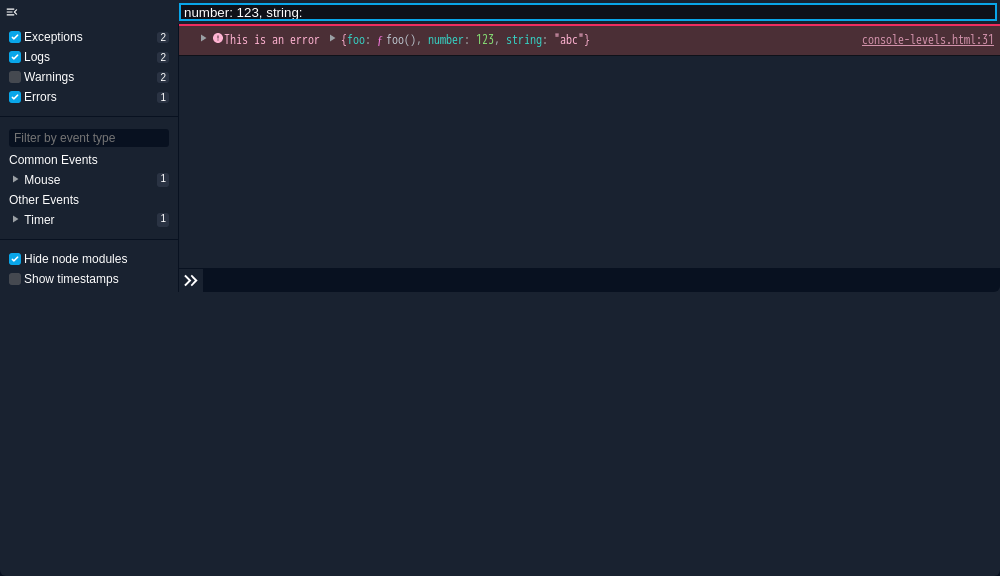 number: 123, string:
Exceptions 2
Logs 2
Warnings 2
Errors 1
This is an error {foo: ƒ foo(), number: 123, string: "abc"} console-levels.html:31
Filter by event type
Common Events
Mouse 1
Other Events
Timer 1
Hide node modules
Show timestamps